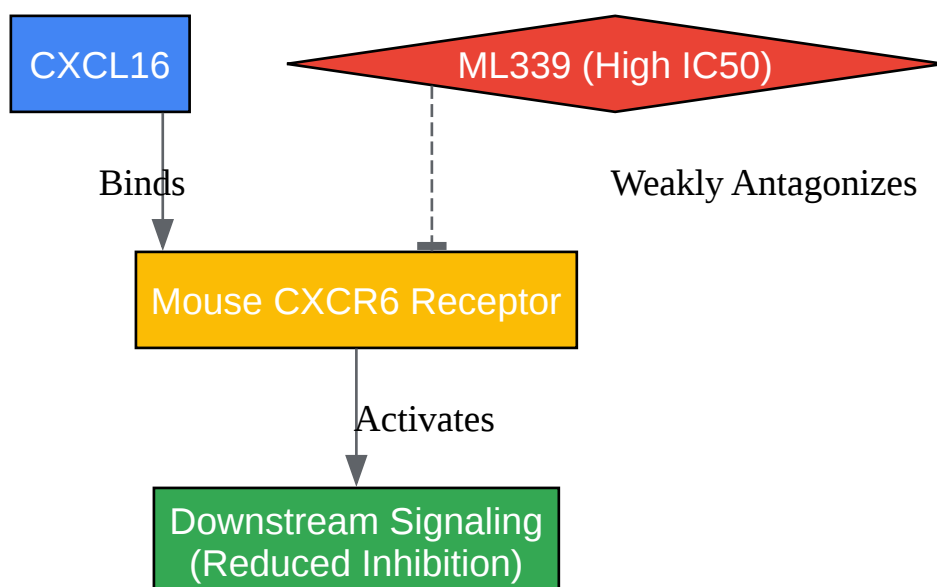 CXCL16
ML339 (High IC50)
Binds
Weakly Antagonizes
Mouse CXCR6 Receptor
Activates
Downstream Signaling
(Reduced Inhibition)